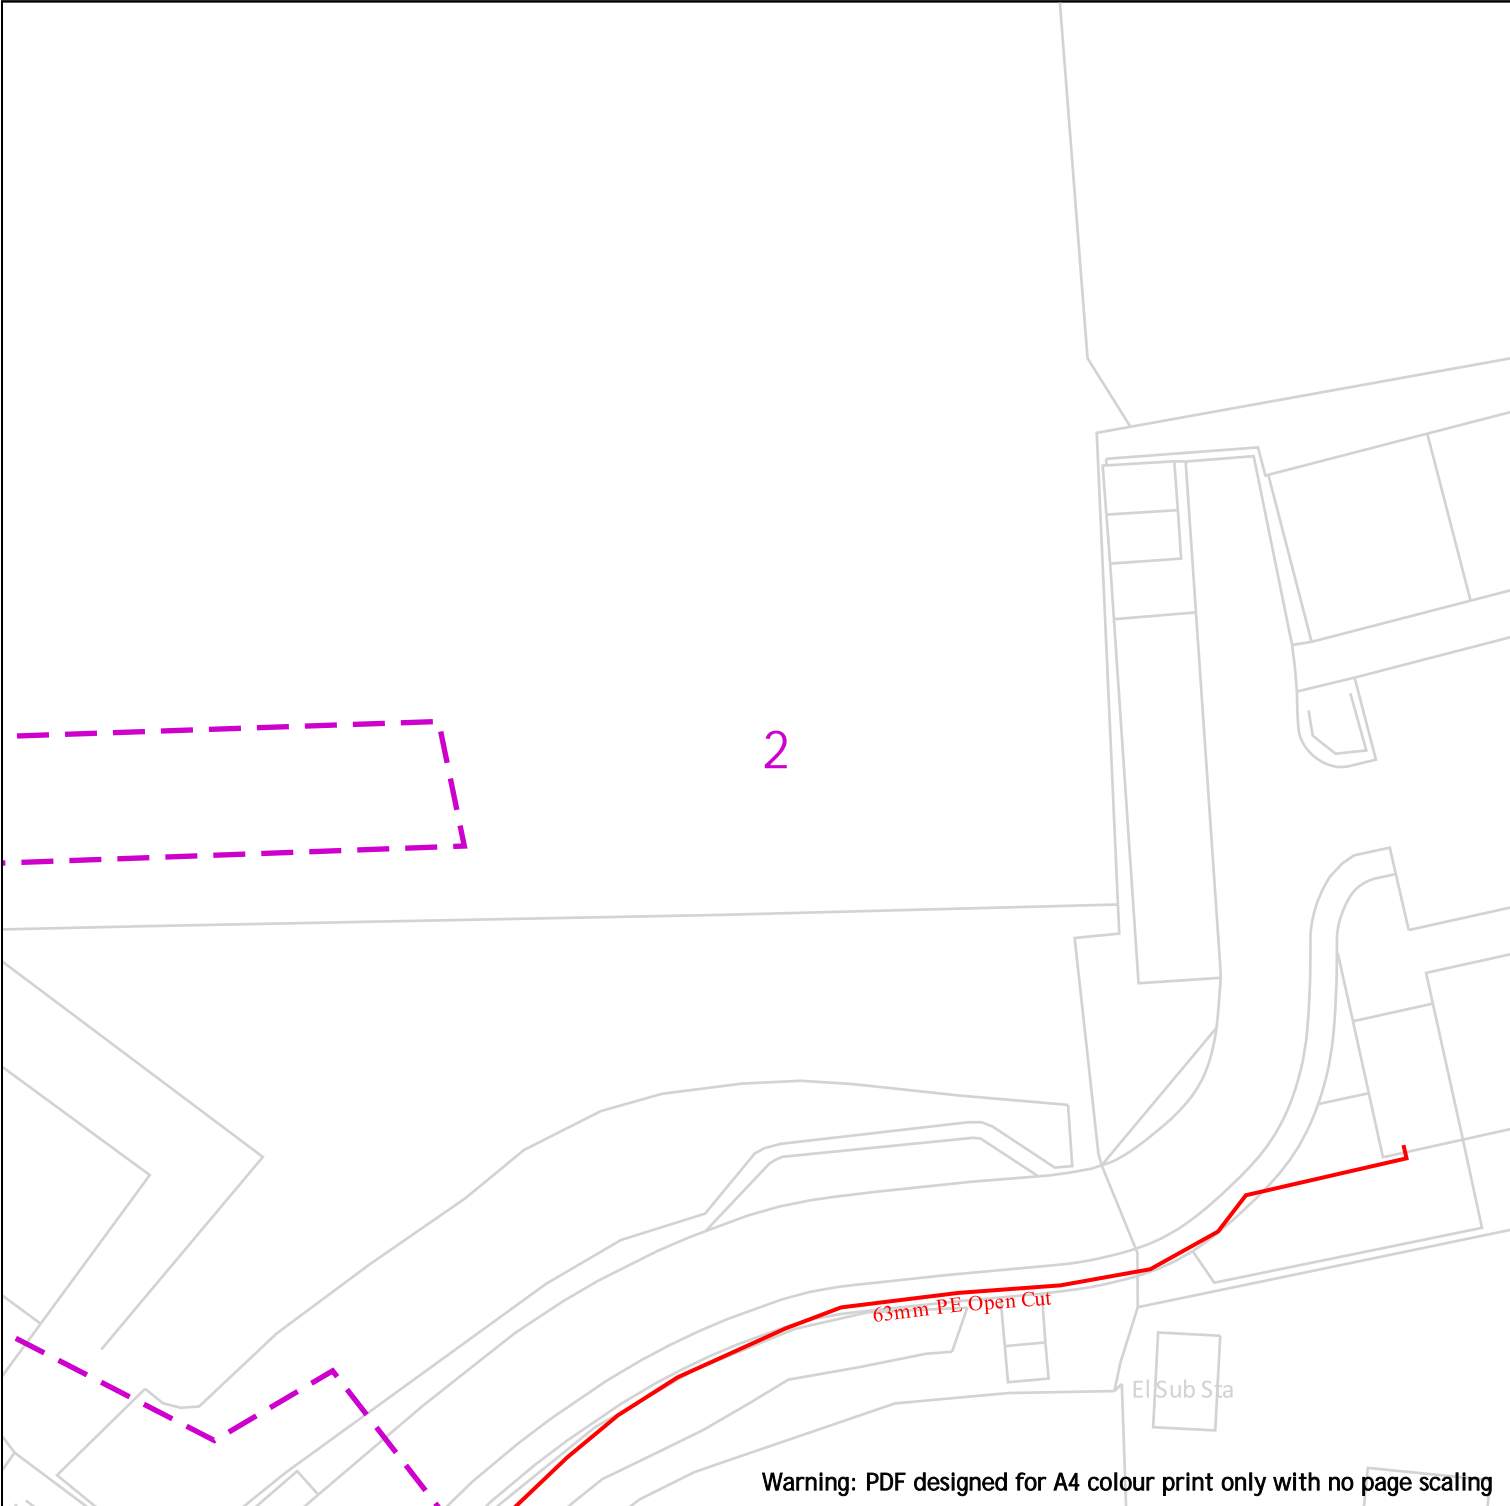 2
63mm PE Open Cut
El Sub Sta
Warning: PDF designed for A4 colour print only with no page scaling